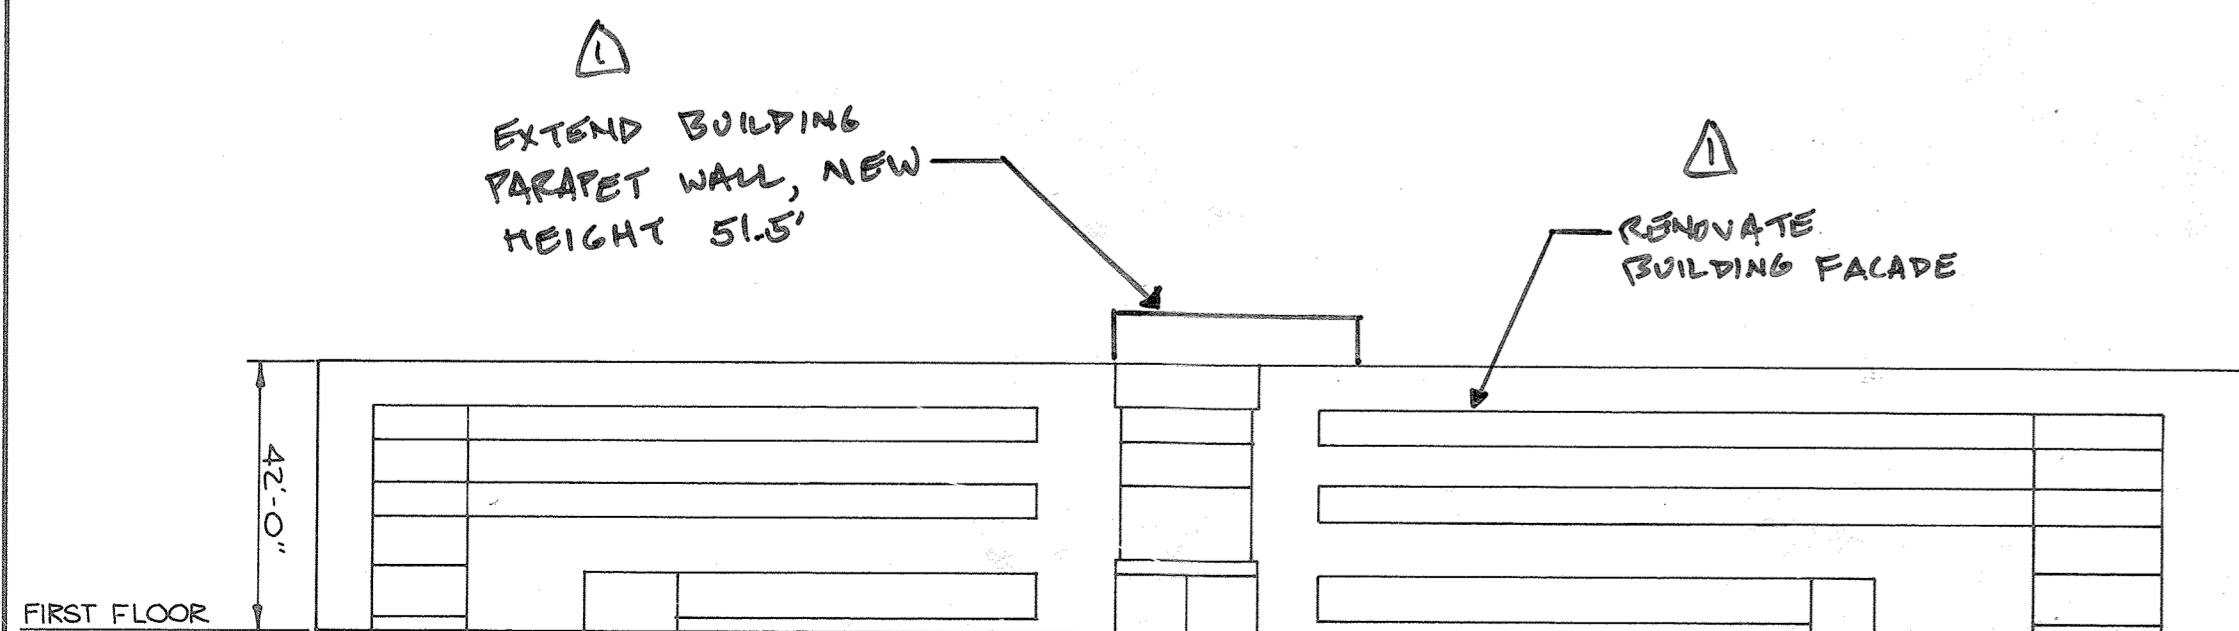 1
EXTEND BUILDING
PARAPET WALL, NEW
HEIGHT 51.5'
1
RENOVATE
BUILDING FACADE
42'-0"
FIRST FLOOR